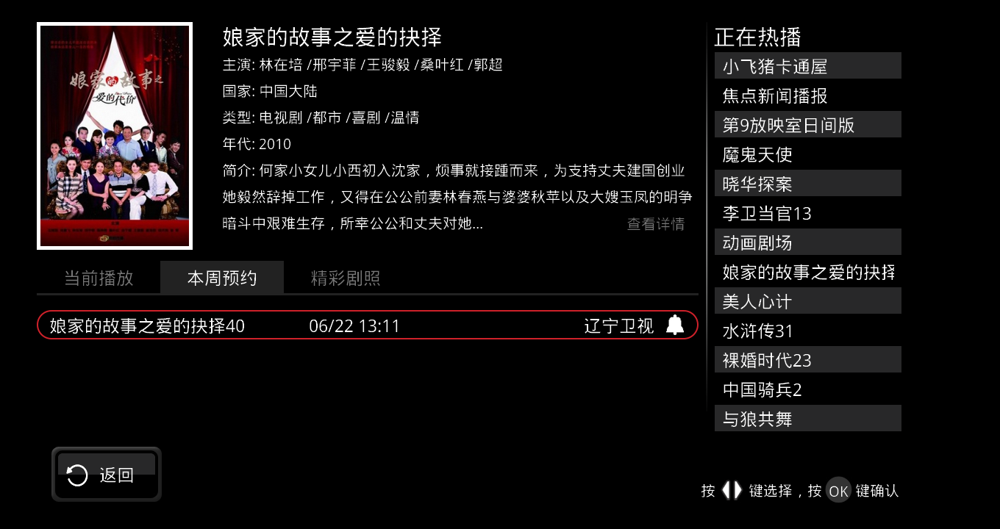 娘家的故事之爱的抉择
主演: 林在培 /邢宇菲 /王骏毅 /桑叶红 /郭超
国家: 中国大陆
类型: 电视剧 /都市 /喜剧 /温情
年代: 2010
简介: 何家小女儿小西初入沈家，烦事就接踵而来，为支持丈夫建国创业
她毅然辞掉工作，又得在公公前妻林春燕与婆婆秋苹以及大嫂玉凤的明争
暗斗中艰难生存，所幸公公和丈夫对她...
查看详情
娘家的故事之
爱的代价
当前播放
本周预约
精彩剧照
娘家的故事之爱的抉择40 06/22 13:11 辽宁卫视
正在热播
小飞猪卡通屋
焦点新闻播报
第9放映室日间版
魔鬼天使
晓华探案
李卫当官13
动画剧场
娘家的故事之爱的抉择
美人心计
水浒传31
裸婚时代23
中国骑兵2
与狼共舞
返回
按 键选择，按 OK 键确认